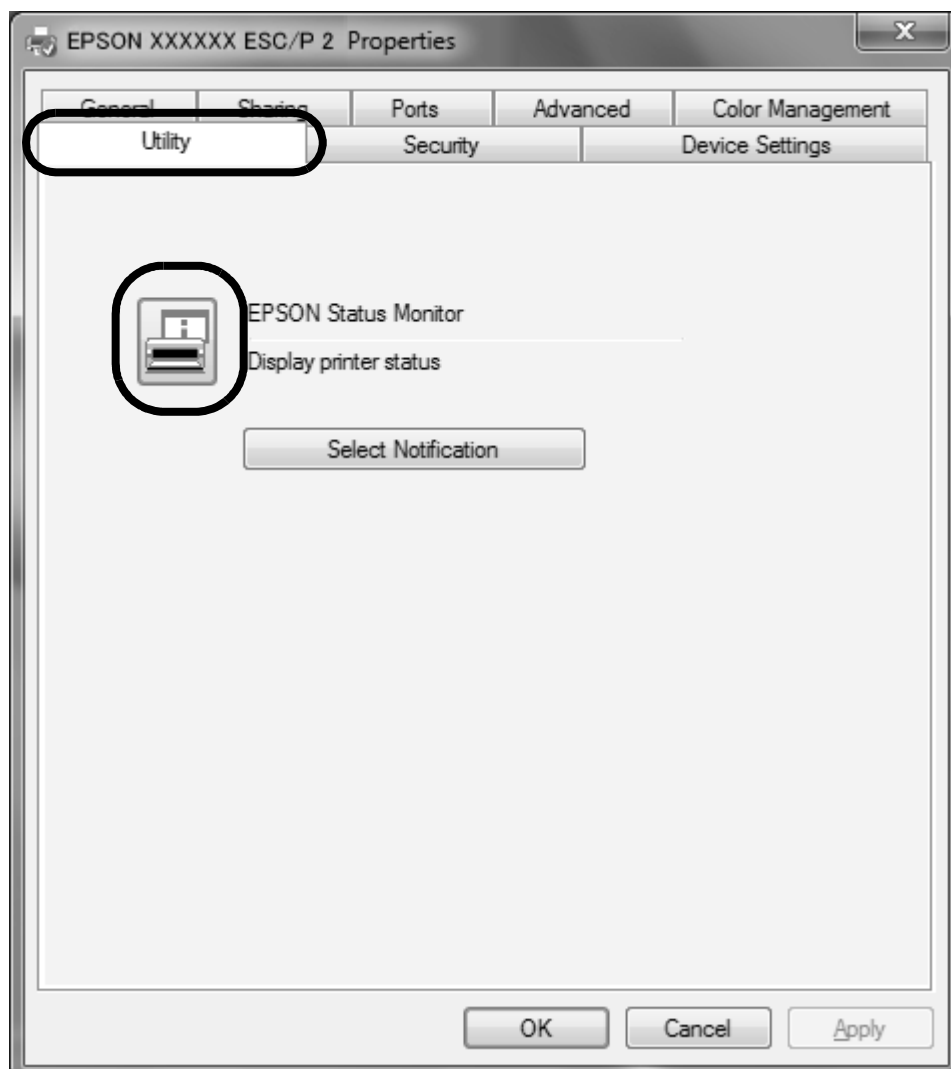 EPSON XXXXXX ESC/P 2 Properties
X
General Sharing Ports Advanced Color Management
Utility Security Device Settings
EPSON Status Monitor
Display printer status
Select Notification
OK Cancel Apply